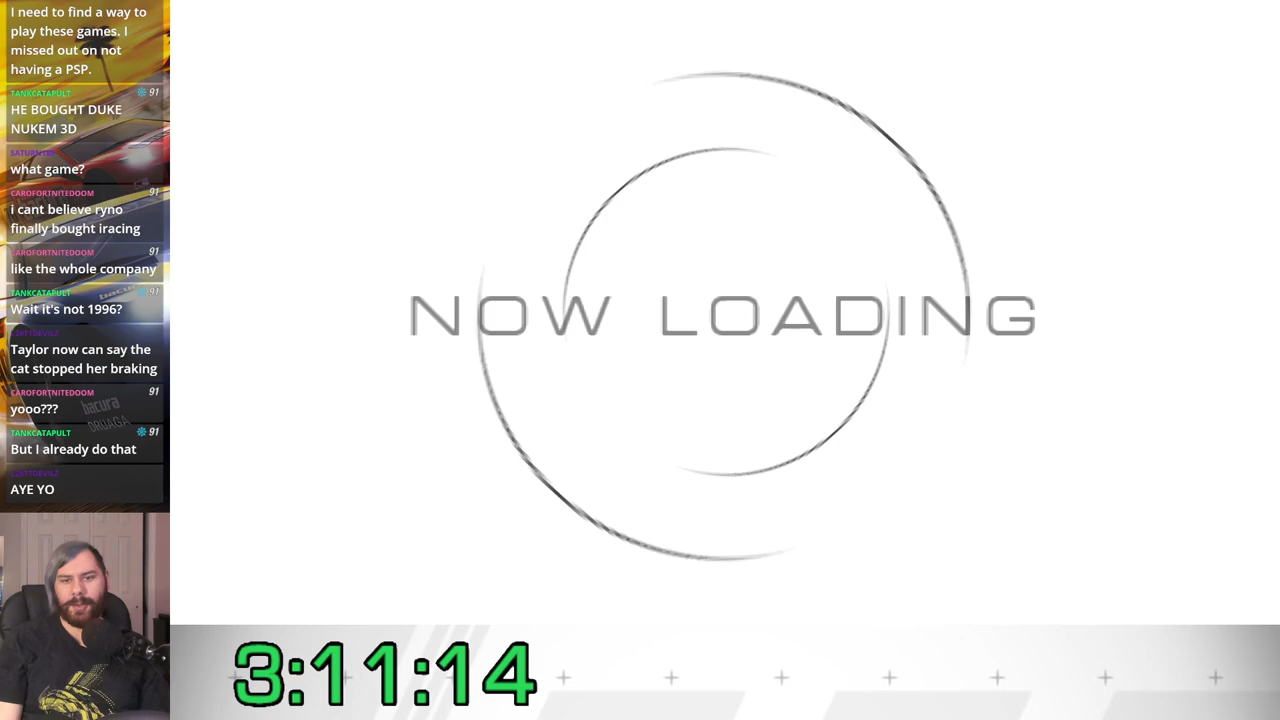 I need to find a way to
play these games. I
missed out on not
having a PSP.
TANKCATAPULT 91
HE BOUGHT DUKE
NUKEM 3D
what game?
CAROFORTNITEDOOM 91
i cant believe ryno
finally bought iracing
CAROFORTNITEDOOM 91
like the whole company
TANKCATAPULT 91
Wait it's not 1996?
Taylor now can say the
cat stopped her braking
CAROFORTNITEDOOM 91
yooo???
bacura
DRUAGA
TANKCATAPULT 91
But I already do that
AYE YO
NOW LOADING
3:11:14